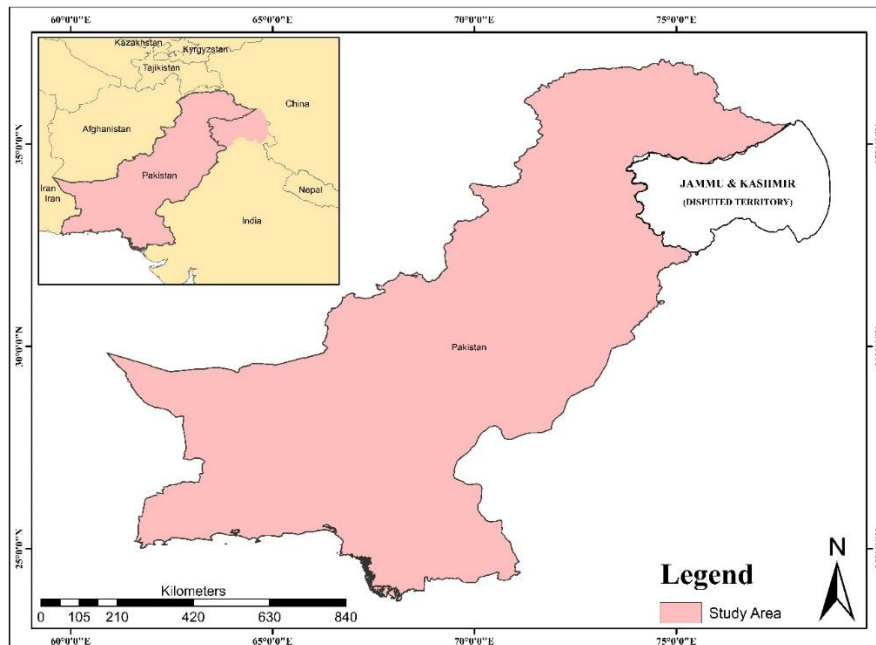 60°0'0"E
65°0'0"E
70°0'0"E
75°0'0"E
Kazakhstan
Kyrgyzstan
Tajikistan
China
Afghanistan
Iran
Iran
Pakistan
Nepal
India
35°0'0"N
30°0'0"N
25°0'0"N
JAMMU & KASHMIR
(DISPUTED TERRITORY)
Pakistan
Kilometers
0 105 210 420 630 840
Legend
Study Area
N
60°0'0"E
65°0'0"E
70°0'0"E
75°0'0"E